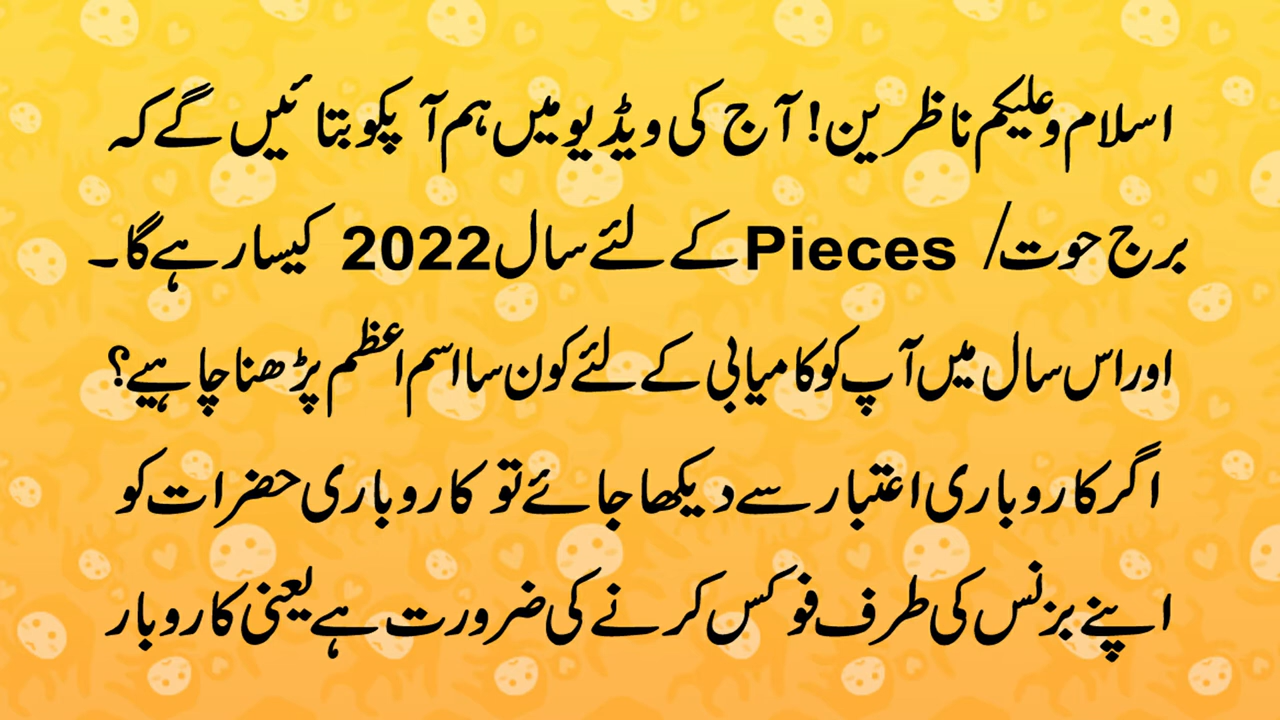 اسلام وعلیکم ناظرین! آج کی ویڈیو میں ہم آپکو بتائیں گے کہ
برج حوت/ Pieces کے لئے سال 2022 کیسا رہے گا۔
اور اس سال میں آپ کو کامیابی کے لئے کون سا اسم اعظم پڑھنا چاہیے؟
اگر کاروباری اعتبار سے دیکھا جائے تو کاروباری حضرات کو
اپنے بزنس کی طرف فوکس کرنے کی ضرورت ہے یعنی کاروبار